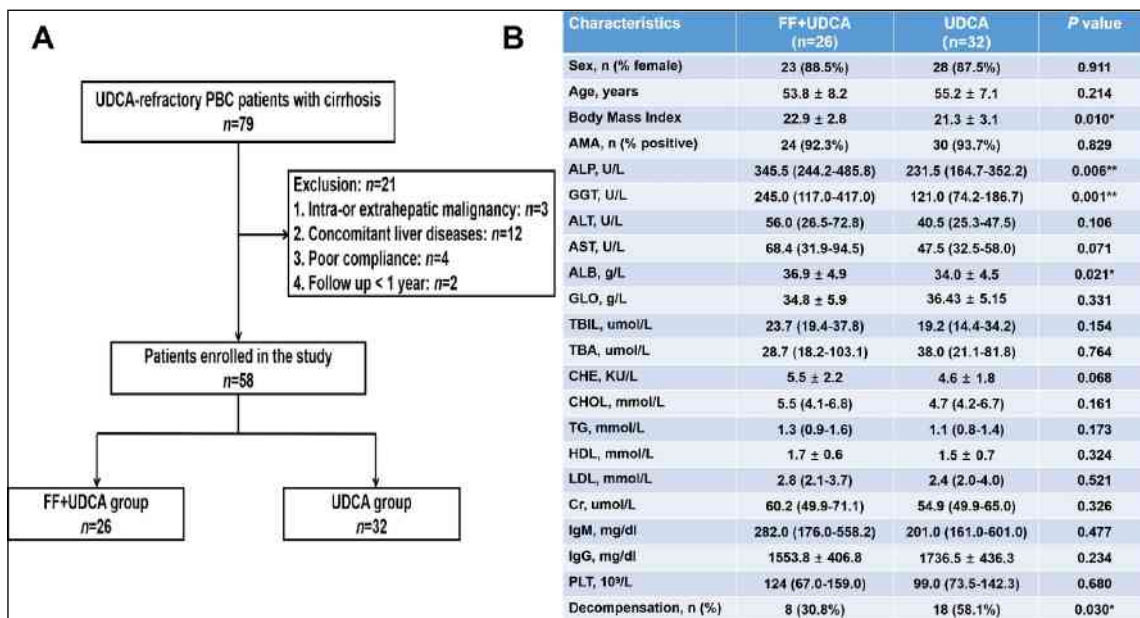 A
UDCA-refractory PBC patients with cirrhosis
n=79
Exclusion: n=21
1. Intra-or extrahepatic malignancy: n=3
2. Concomitant liver diseases: n=12
3. Poor compliance: n=4
4. Follow up < 1 year: n=2
Patients enrolled in the study
n=58
FF+UDCA group
n=26
UDCA group
n=32
B
Characteristics FF+UDCA (n=26) UDCA (n=32) P value
Sex, n (% female) 23 (88.5%) 28 (87.5%) 0.911
Age, years 53.8 ± 8.2 55.2 ± 7.1 0.214
Body Mass Index 22.9 ± 2.8 21.3 ± 3.1 0.010*
AMA, n (% positive) 24 (92.3%) 30 (93.7%) 0.829
ALP, U/L 345.5 (244.2-485.8) 231.5 (164.7-352.2) 0.006**
GGT, U/L 245.0 (117.0-417.0) 121.0 (74.2-186.7) 0.001**
ALT, U/L 56.0 (26.5-72.8) 40.5 (25.3-47.5) 0.106
AST, U/L 68.4 (31.9-94.5) 47.5 (32.5-58.0) 0.071
ALB, g/L 36.9 ± 4.9 34.0 ± 4.5 0.021*
GLO, g/L 34.8 ± 5.9 36.43 ± 5.15 0.331
TBIL, umol/L 23.7 (19.4-37.8) 19.2 (14.4-34.2) 0.154
TBA, umol/L 28.7 (18.2-103.1) 38.0 (21.1-81.8) 0.764
CHE, KU/L 5.5 ± 2.2 4.6 ± 1.8 0.068
CHOL, mmol/L 5.5 (4.1-6.8) 4.7 (4.2-6.7) 0.161
TG, mmol/L 1.3 (0.9-1.6) 1.1 (0.8-1.4) 0.173
HDL, mmol/L 1.7 ± 0.6 1.5 ± 0.7 0.324
LDL, mmol/L 2.8 (2.1-3.7) 2.4 (2.0-4.0) 0.521
Cr, umol/L 60.2 (49.9-71.1) 54.9 (49.9-65.0) 0.326
IgM, mg/dl 282.0 (176.0-558.2) 201.0 (161.0-601.0) 0.477
IgG, mg/dl 1553.8 ± 406.8 1736.5 ± 436.3 0.234
PLT, 10⁹/L 124 (67.0-159.0) 99.0 (73.5-142.3) 0.680
Decompensation, n (%) 8 (30.8%) 18 (58.1%) 0.030*